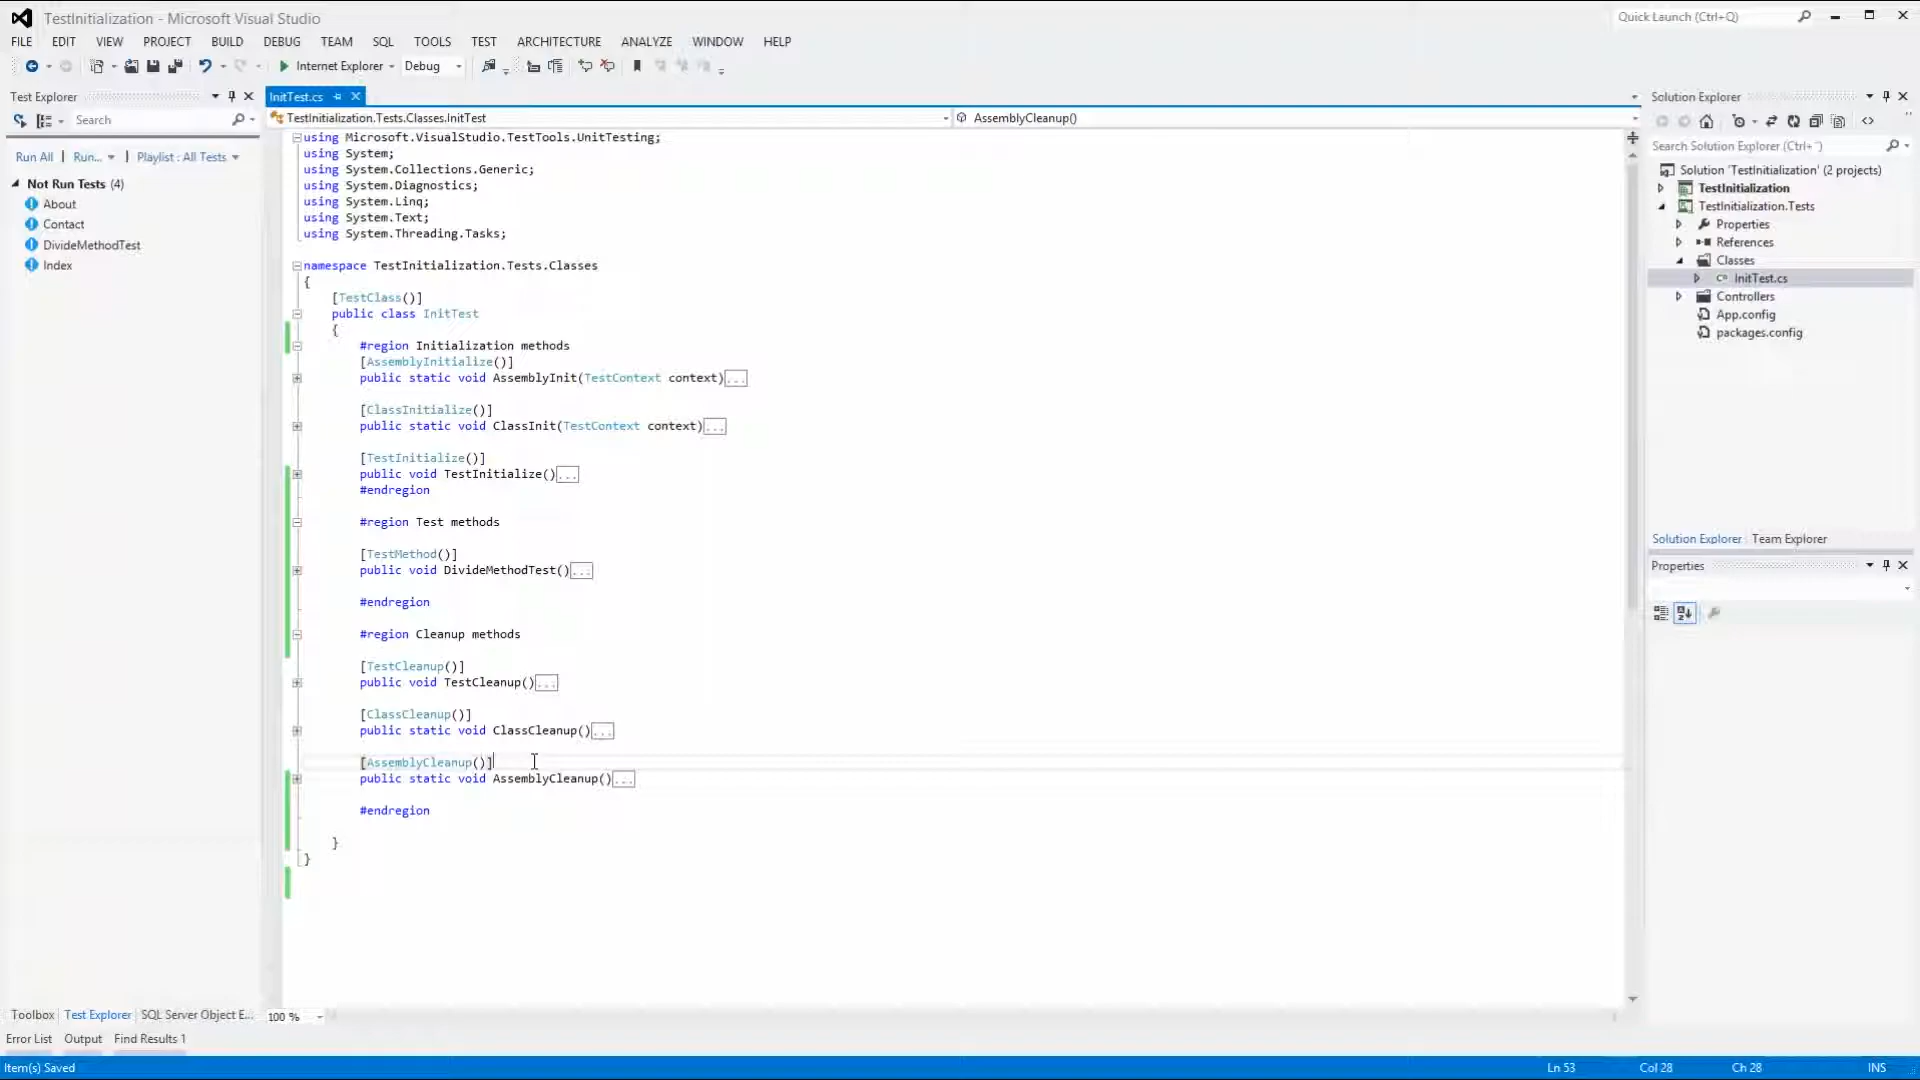 TestInitialization - Microsoft Visual Studio
Quick Launch (Ctrl+Q)
FILE EDIT VIEW PROJECT BUILD DEBUG TEAM SQL TOOLS TEST ARCHITECTURE ANALYZE WINDOW HELP
Internet Explorer Debug
Test Explorer
Search
Run All Run... Playlist : All Tests
Not Run Tests (4)
About
Contact
DivideMethodTest
Index
InitTest.cs
TestInitialization.Tests.Classes.InitTest
AssemblyCleanup()
using Microsoft.VisualStudio.TestTools.UnitTesting;
using System;
using System.Collections.Generic;
using System.Diagnostics;
using System.Linq;
using System.Text;
using System.Threading.Tasks;
namespace TestInitialization.Tests.Classes
{
[TestClass()]
public class InitTest
{
#region Initialization methods
[AssemblyInitialize()]
public static void AssemblyInit(TestContext context)...
[ClassInitialize()]
public static void ClassInit(TestContext context)...
[TestInitialize()]
public void TestInitialize()...
#endregion
#region Test methods
[TestMethod()]
public void DivideMethodTest()...
#endregion
#region Cleanup methods
[TestCleanup()]
public void TestCleanup()...
[ClassCleanup()]
public static void ClassCleanup()...
[AssemblyCleanup()]
public static void AssemblyCleanup()...
#endregion
}
}
Solution Explorer
Search Solution Explorer (Ctrl+¨)
Solution 'TestInitialization' (2 projects)
TestInitialization
TestInitialization.Tests
Properties
References
Classes
InitTest.cs
Controllers
App.config
packages.config
Solution Explorer Team Explorer
Properties
Toolbox Test Explorer SQL Server Object E...
100 %
Error List Output Find Results 1
Item(s) Saved
Ln 53 Col 28 Ch 28 INS